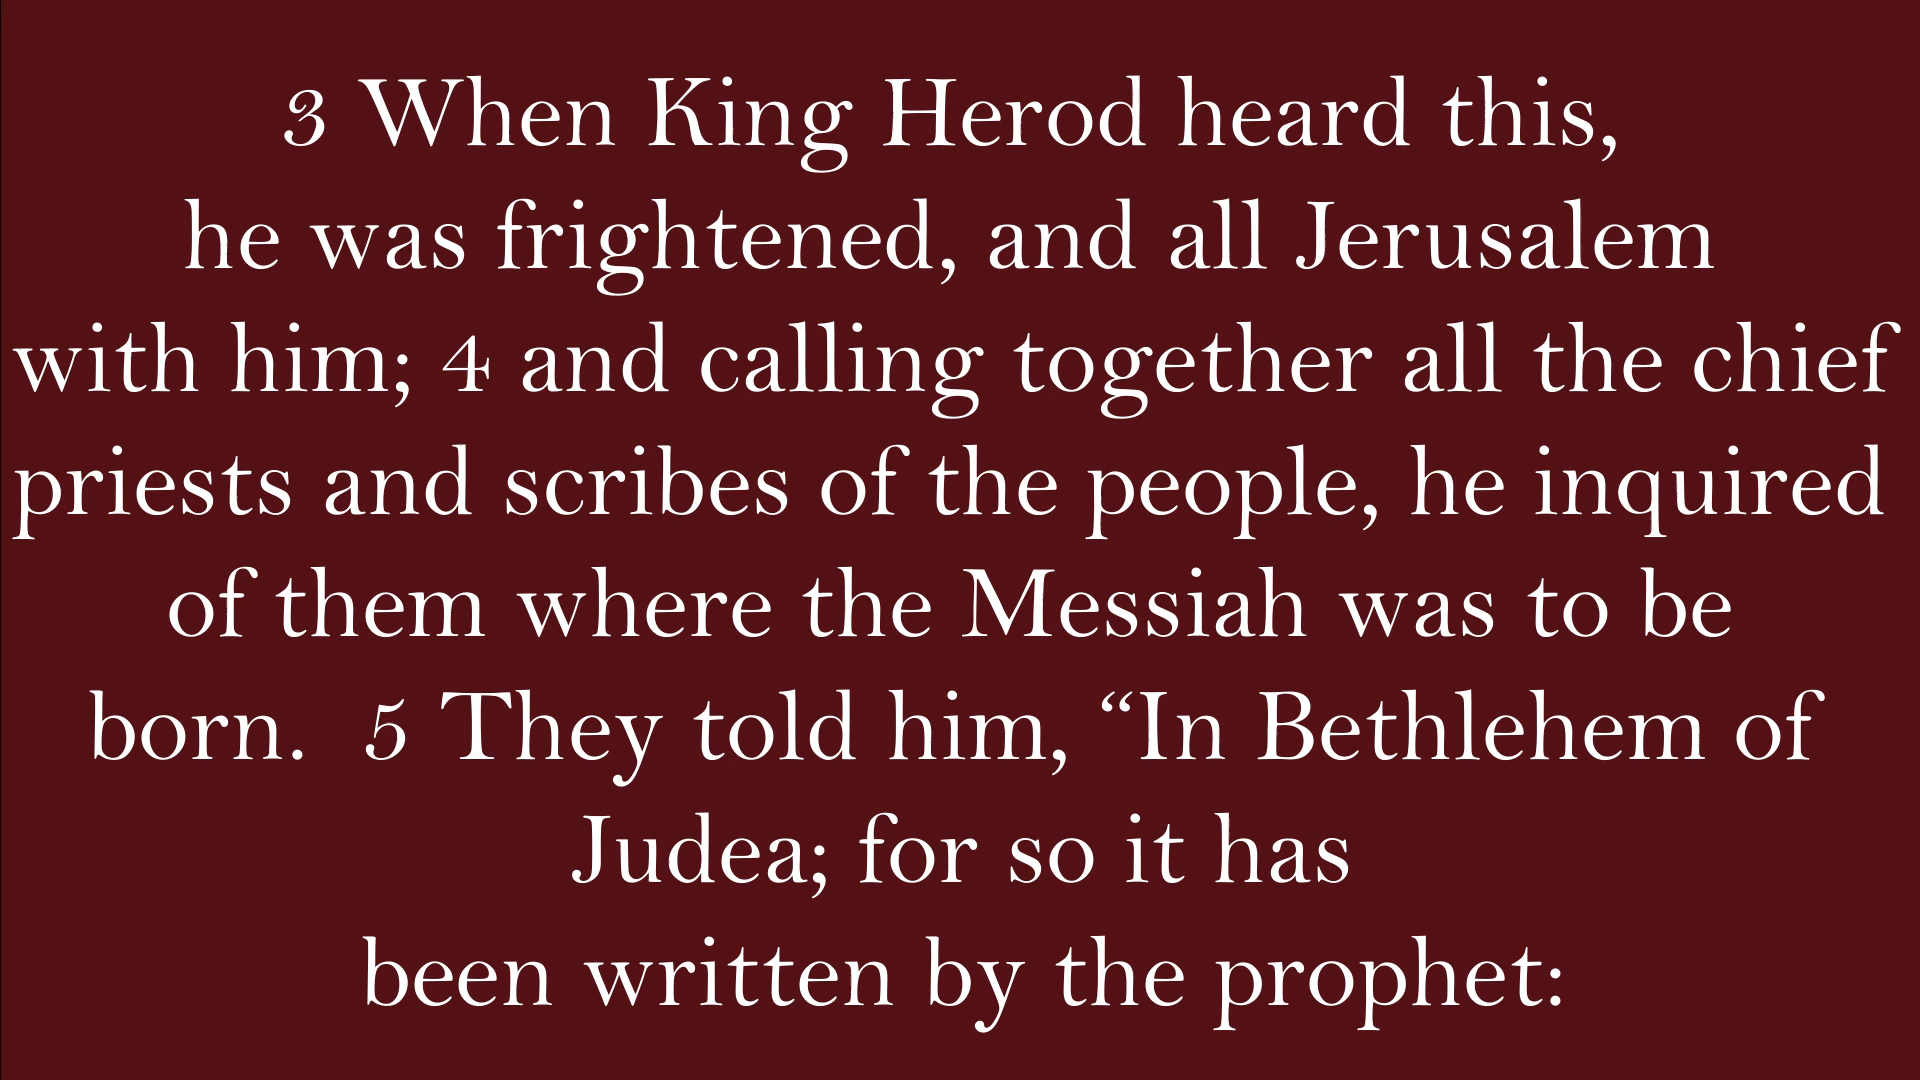 3 When King Herod heard this,
he was frightened, and all Jerusalem
with him; 4 and calling together all the chief
priests and scribes of the people, he inquired
of them where the Messiah was to be
born.  5 They told him, “In Bethlehem of
Judea; for so it has
been written by the prophet: